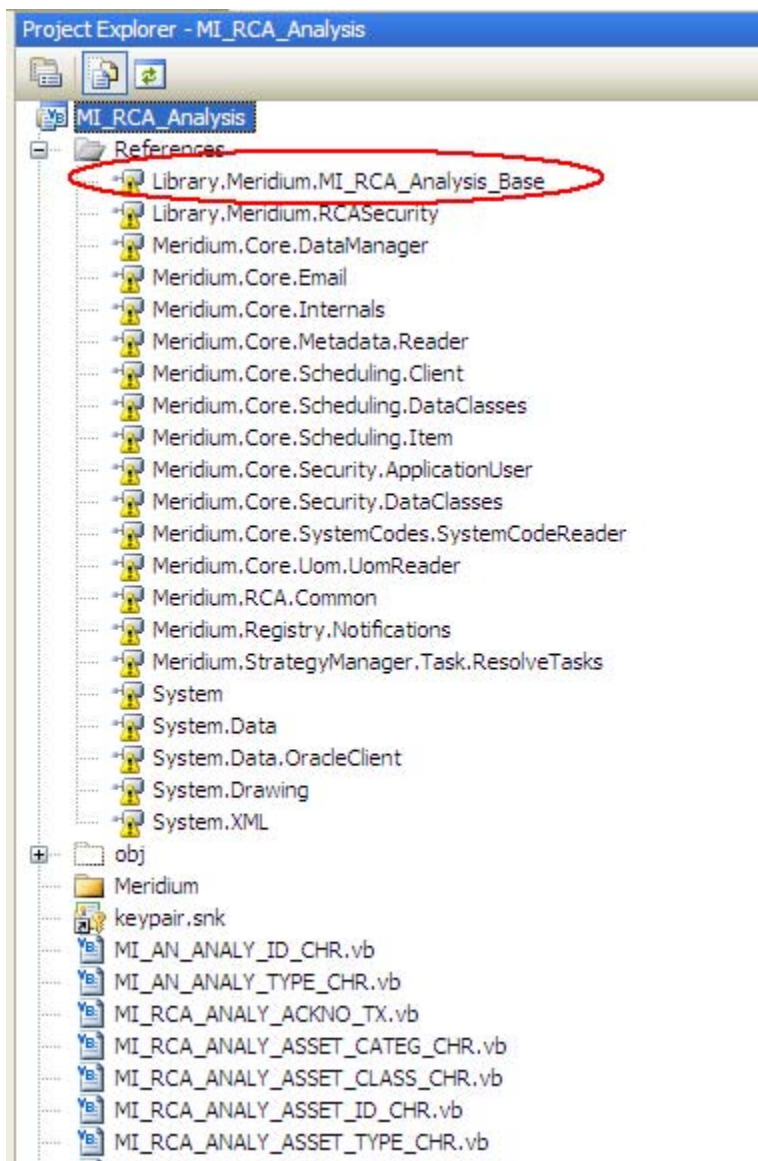 Project Explorer - MI_RCA_Analysis
MI_RCA_Analysis
References
Library.Meridium.MI_RCA_Analysis_Base
Library.Meridium.RCASecurity
Meridium.Core.DataManager
Meridium.Core.Email
Meridium.Core.Internals
Meridium.Core.Metadata.Reader
Meridium.Core.Scheduling.Client
Meridium.Core.Scheduling.DataClasses
Meridium.Core.Scheduling.Item
Meridium.Core.Security.ApplicationUser
Meridium.Core.Security.DataClasses
Meridium.Core.SystemCodes.SystemCodeReader
Meridium.Core.Uom.UomReader
Meridium.RCA.Common
Meridium.Registry.Notifications
Meridium.StrategyManager.Task.ResolveTasks
System
System.Data
System.Data.OracleClient
System.Drawing
System.XML
obj
Meridium
keypair.snk
MI_AN_ANALY_ID_CHR.vb
MI_AN_ANALY_TYPE_CHR.vb
MI_RCA_ANALY_ACKNO_TX.vb
MI_RCA_ANALY_ASSET_CATEG_CHR.vb
MI_RCA_ANALY_ASSET_CLASS_CHR.vb
MI_RCA_ANALY_ASSET_ID_CHR.vb
MI_RCA_ANALY_ASSET_TYPE_CHR.vb